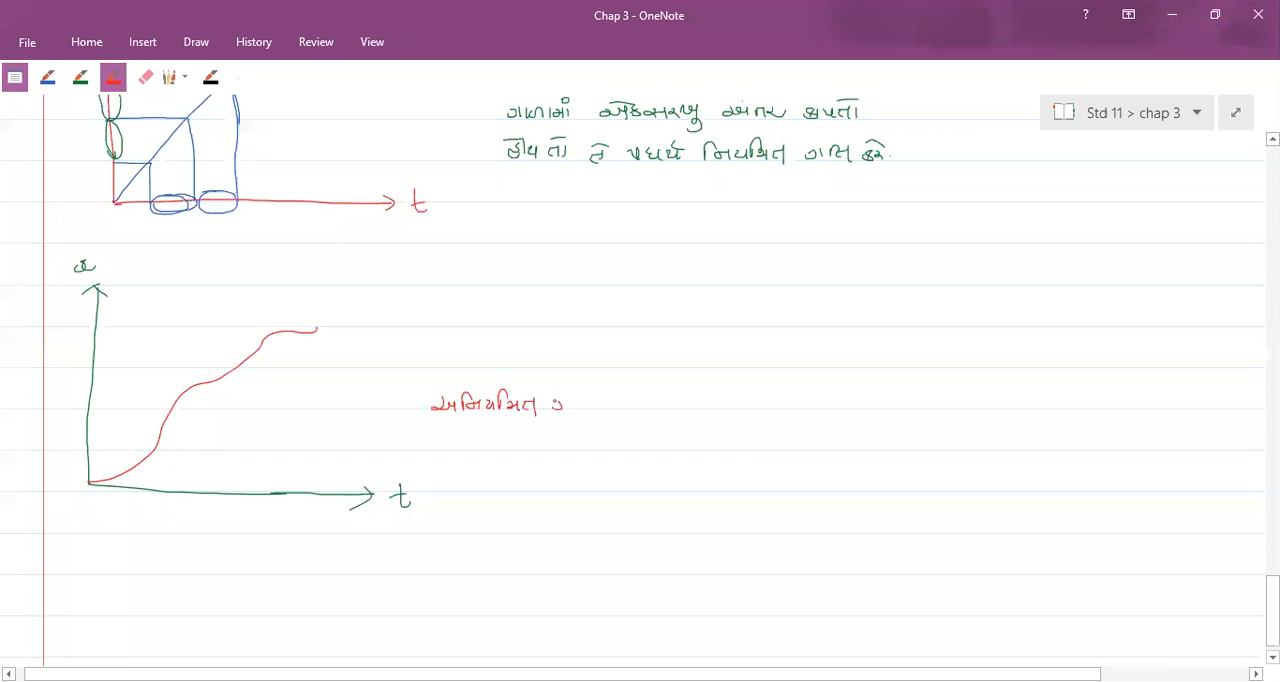 Chap 3 - OneNote
?
File Home Insert Draw History Review View
Std 11 > chap 3
ગાળામાં એકસરખુ અંતર કાપતો
હોય તો તે પદાર્થ નિયમિત ગતિ કરે.
t
x
અનિયમિત
t